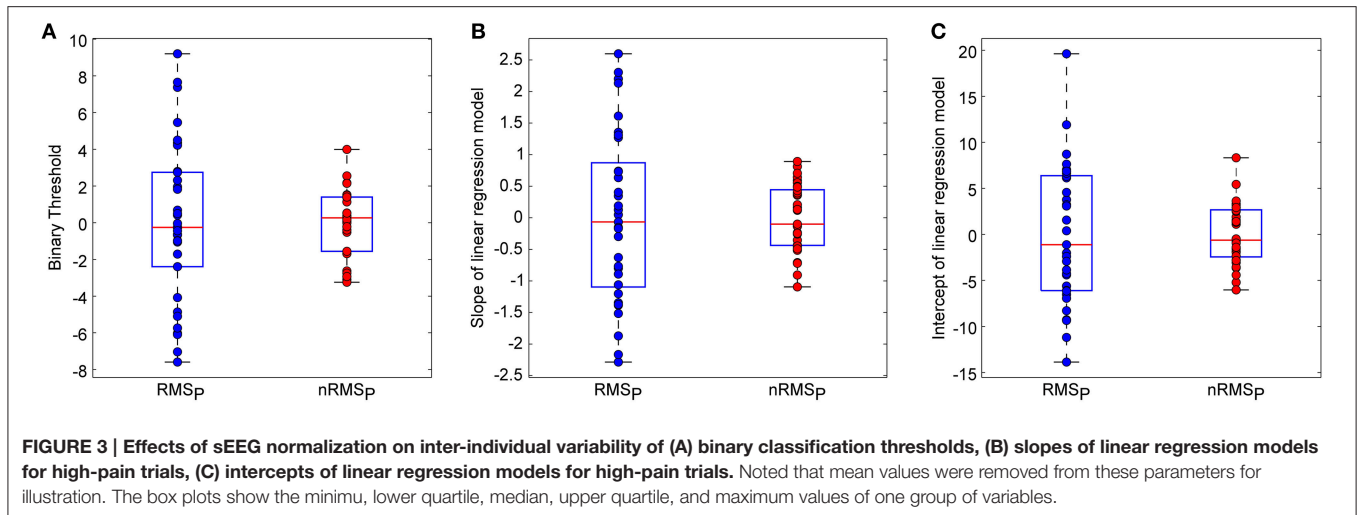 A
Binary Threshold
10
8
6
4
2
0
-2
-4
-6
-8
RMSP
nRMSP
B
Slope of linear regression model
2.5
2
1.5
1
0.5
0
-0.5
-1
-1.5
-2
-2.5
RMSP
nRMSP
C
Intercept of linear regression model
20
15
10
5
0
-5
-10
-15
RMSP
nRMSP
FIGURE 3 | Effects of sEEG normalization on inter-individual variability of (A) binary classification thresholds, (B) slopes of linear regression models
for high-pain trials, (C) intercepts of linear regression models for high-pain trials. Noted that mean values were removed from these parameters for
illustration. The box plots show the minimu, lower quartile, median, upper quartile, and maximum values of one group of variables.